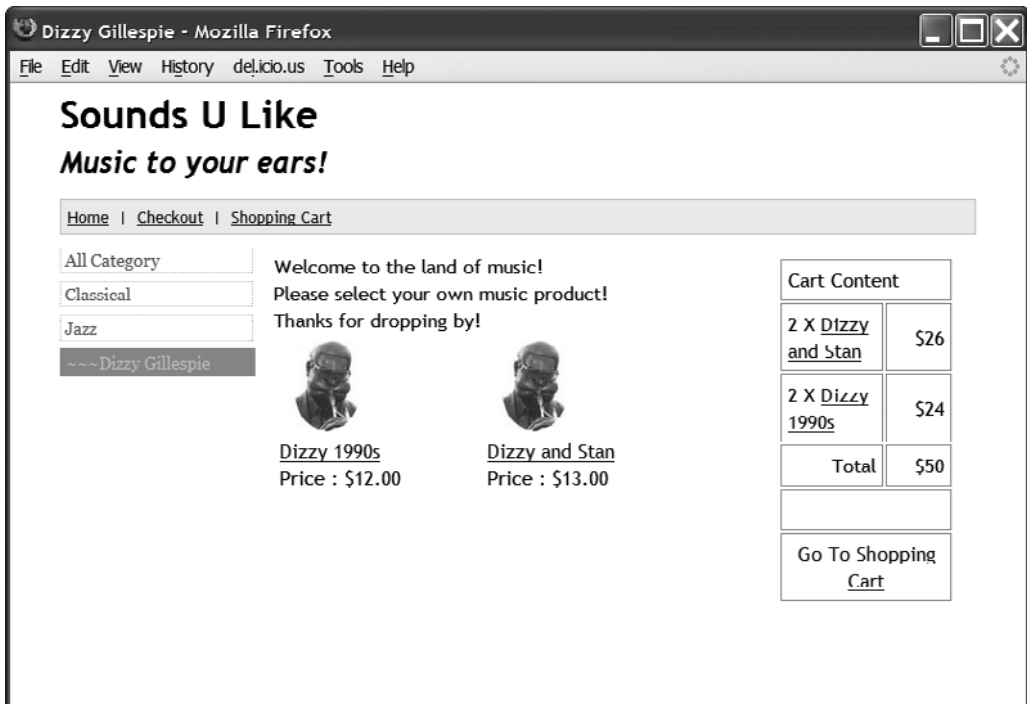 Dizzy Gillespie - Mozilla Firefox
File Edit View History del.icio.us Tools Help
Sounds U Like
Music to your ears!
Home | Checkout | Shopping Cart
All Category
Classical
Jazz
~~~Dizzy Gillespie
Welcome to the land of music!
Please select your own music product!
Thanks for dropping by!
Dizzy 1990s
Price : $12.00
Dizzy and Stan
Price : $13.00
Cart Content
2 X Dizzy
and Stan
$26
2 X Dizzy
1990s
$24
Total $50
Go To Shopping
Cart